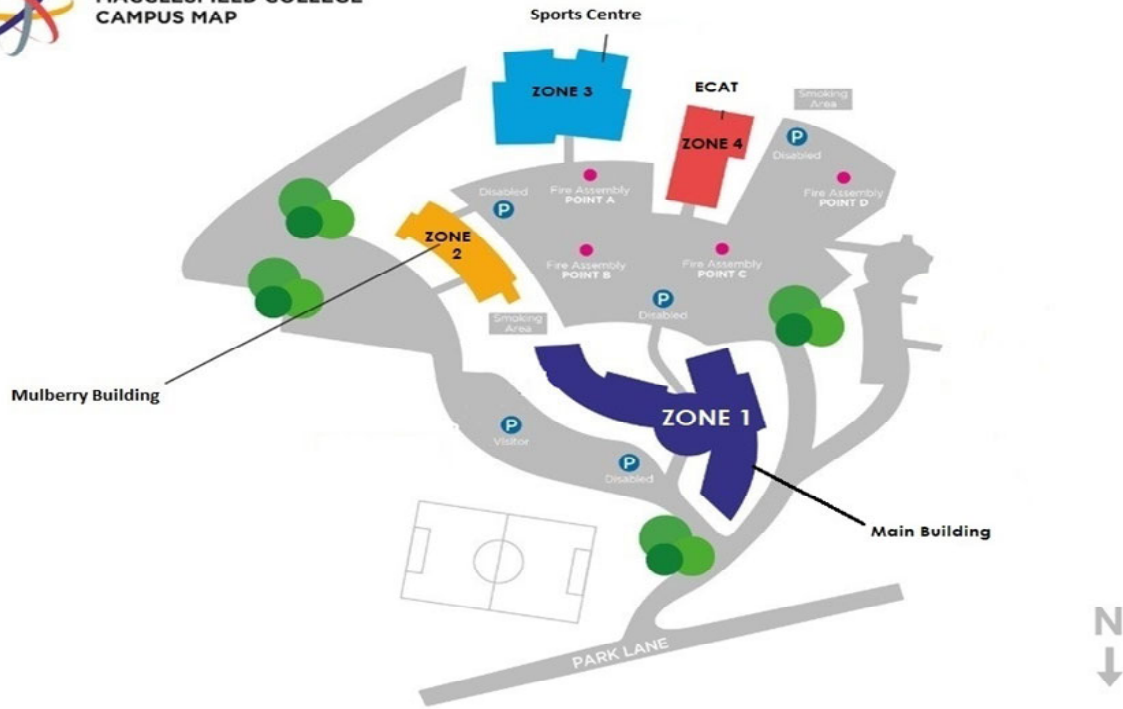 MACCLESFIELD COLLEGE
CAMPUS MAP
Sports Centre
ZONE 3
ECAT
ZONE 4
Smoking
Area
P
Disabled
Fire Assembly
POINT A
Fire Assembly
POINT D
Disabled
P
ZONE
2
Fire Assembly
POINT B
Fire Assembly
POINT C
P
Disabled
Smoking
Area
Mulberry Building
ZONE 1
P
Visitor
P
Disabled
Main Building
PARK LANE
N